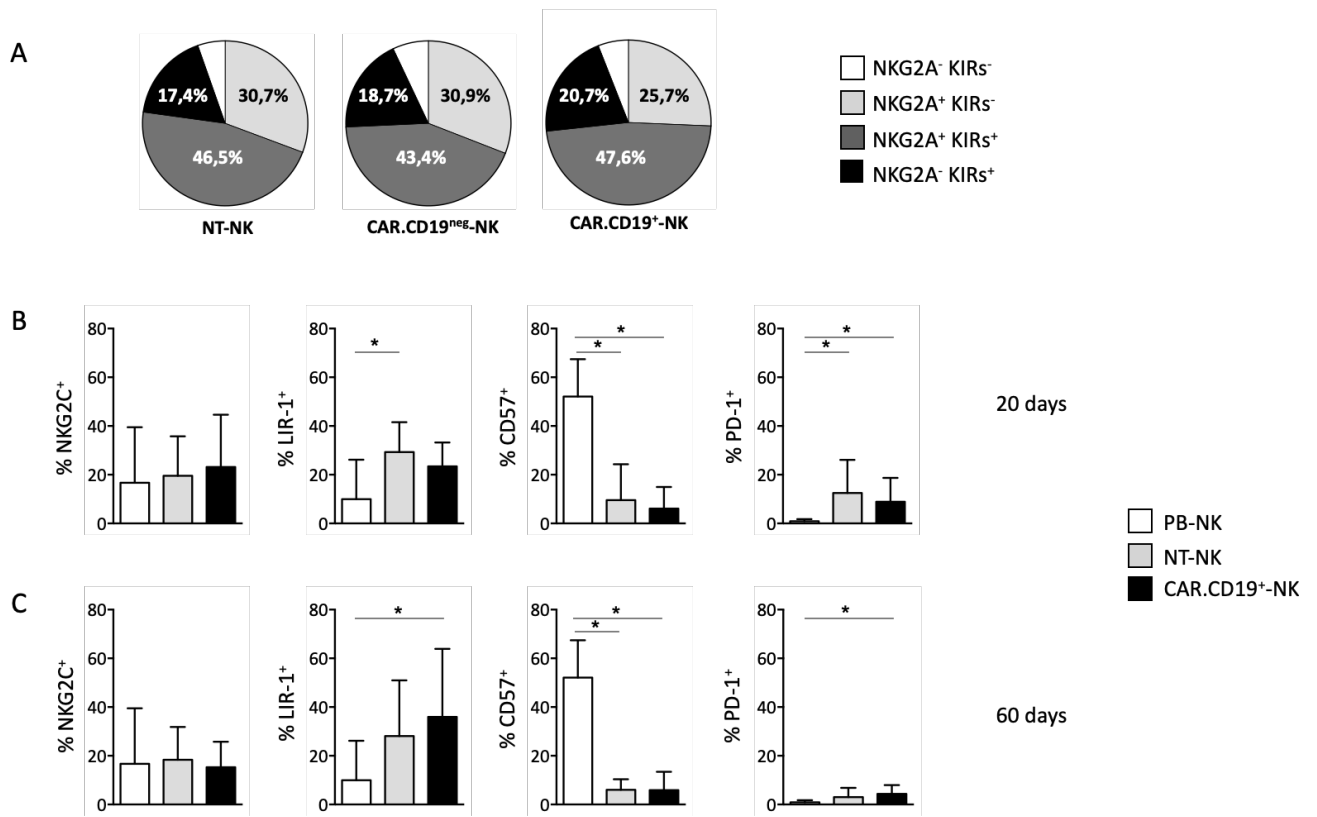 A
17,4%
30,7%
46,5%
NT-NK
18,7%
30,9%
43,4%
CAR.CD19ⁿᵉᵍ-NK
20,7%
25,7%
47,6%
CAR.CD19⁺-NK
NKG2A⁻ KIRs⁻
NKG2A⁺ KIRs⁻
NKG2A⁺ KIRs⁺
NKG2A⁻ KIRs⁺
B
% NKG2C⁺
80
60
40
20
0
% LIR-1⁺
80
60
40
20
0
*
% CD57⁺
80
60
40
20
0
*
*
% PD-1⁺
80
60
40
20
0
*
*
20 days
PB-NK
NT-NK
CAR.CD19⁺-NK
C
% NKG2C⁺
80
60
40
20
0
% LIR-1⁺
80
60
40
20
0
*
% CD57⁺
80
60
40
20
0
*
*
% PD-1⁺
80
60
40
20
0
*
60 days